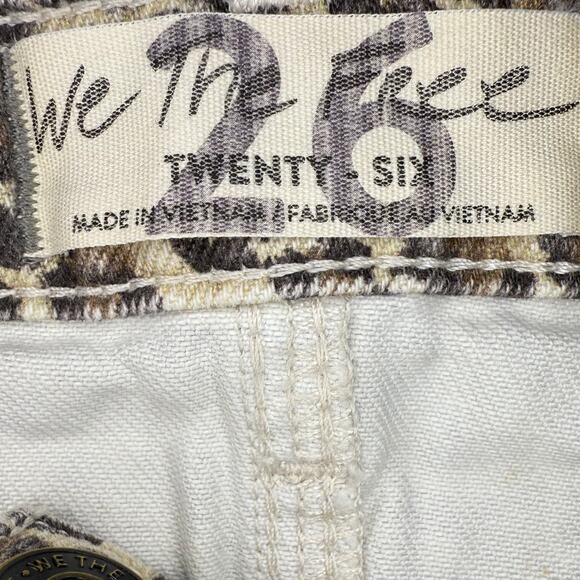 We The Free
26
TWENTY - SIX
MADE IN VIETNAM / FABRIQUE AU VIETNAM
• WE THE